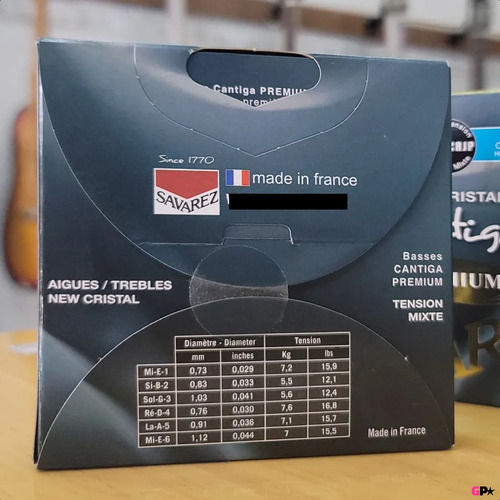 Cantiga PREMIUM
Since 1770
SAVAREZ
made in france
AIGUES / TREBLES
NEW CRISTAL
Basses
CANTIGA
PREMIUM
TENSION
MIXTE
Diamètre - Diameter Tension
mm inches Kg lbs
Mi-E-1 0,73 0,029 7,2 15,9
Si-B-2 0,83 0,033 5,5 12,1
Sol-G-3 1,03 0,041 5,6 12,4
Ré-D-4 0,76 0,030 7,6 16,8
La-A-5 0,91 0,036 7,1 15,7
Mi-E-6 1,12 0,044 7 15,5
Made in France
Mixte
GP